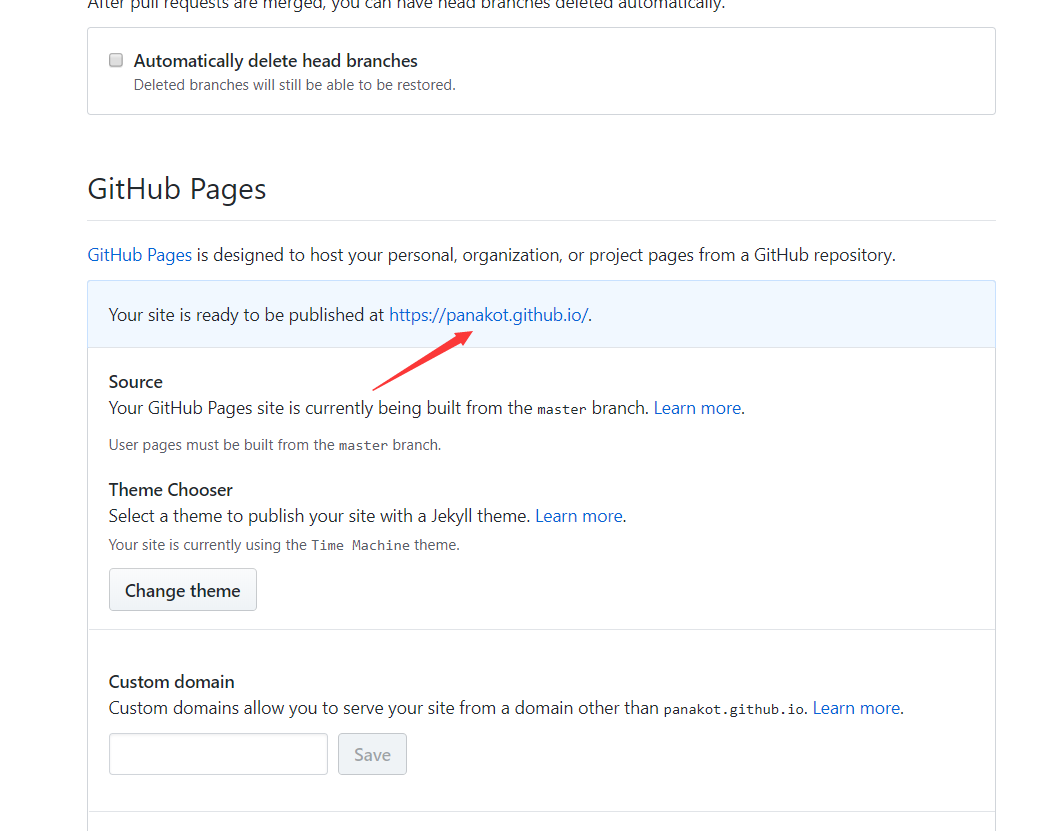 After pull requests are merged, you can have head branches deleted automatically.
Automatically delete head branches
Deleted branches will still be able to be restored.
GitHub Pages
GitHub Pages is designed to host your personal, organization, or project pages from a GitHub repository.
Your site is ready to be published at https://panakot.github.io/.
Source
Your GitHub Pages site is currently being built from the master branch. Learn more.
User pages must be built from the master branch.
Theme Chooser
Select a theme to publish your site with a Jekyll theme. Learn more.
Your site is currently using the Time Machine theme.
Change theme
Custom domain
Custom domains allow you to serve your site from a domain other than panakot.github.io. Learn more.
Save